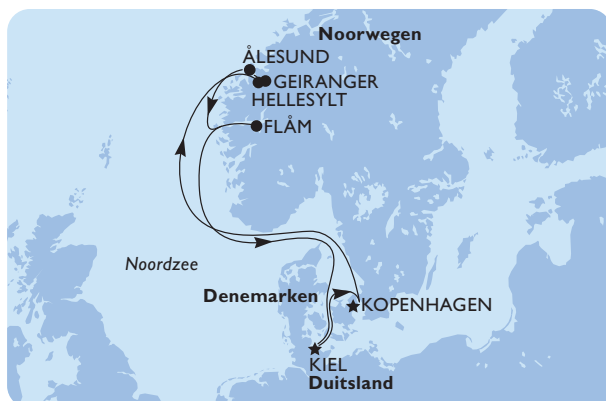 Noorwegen
ÅLESUND
GEIRANGER
HELLESYLT
FLÅM
Noordzee
Denemarken
KOPENHAGEN
KIEL
Duitsland